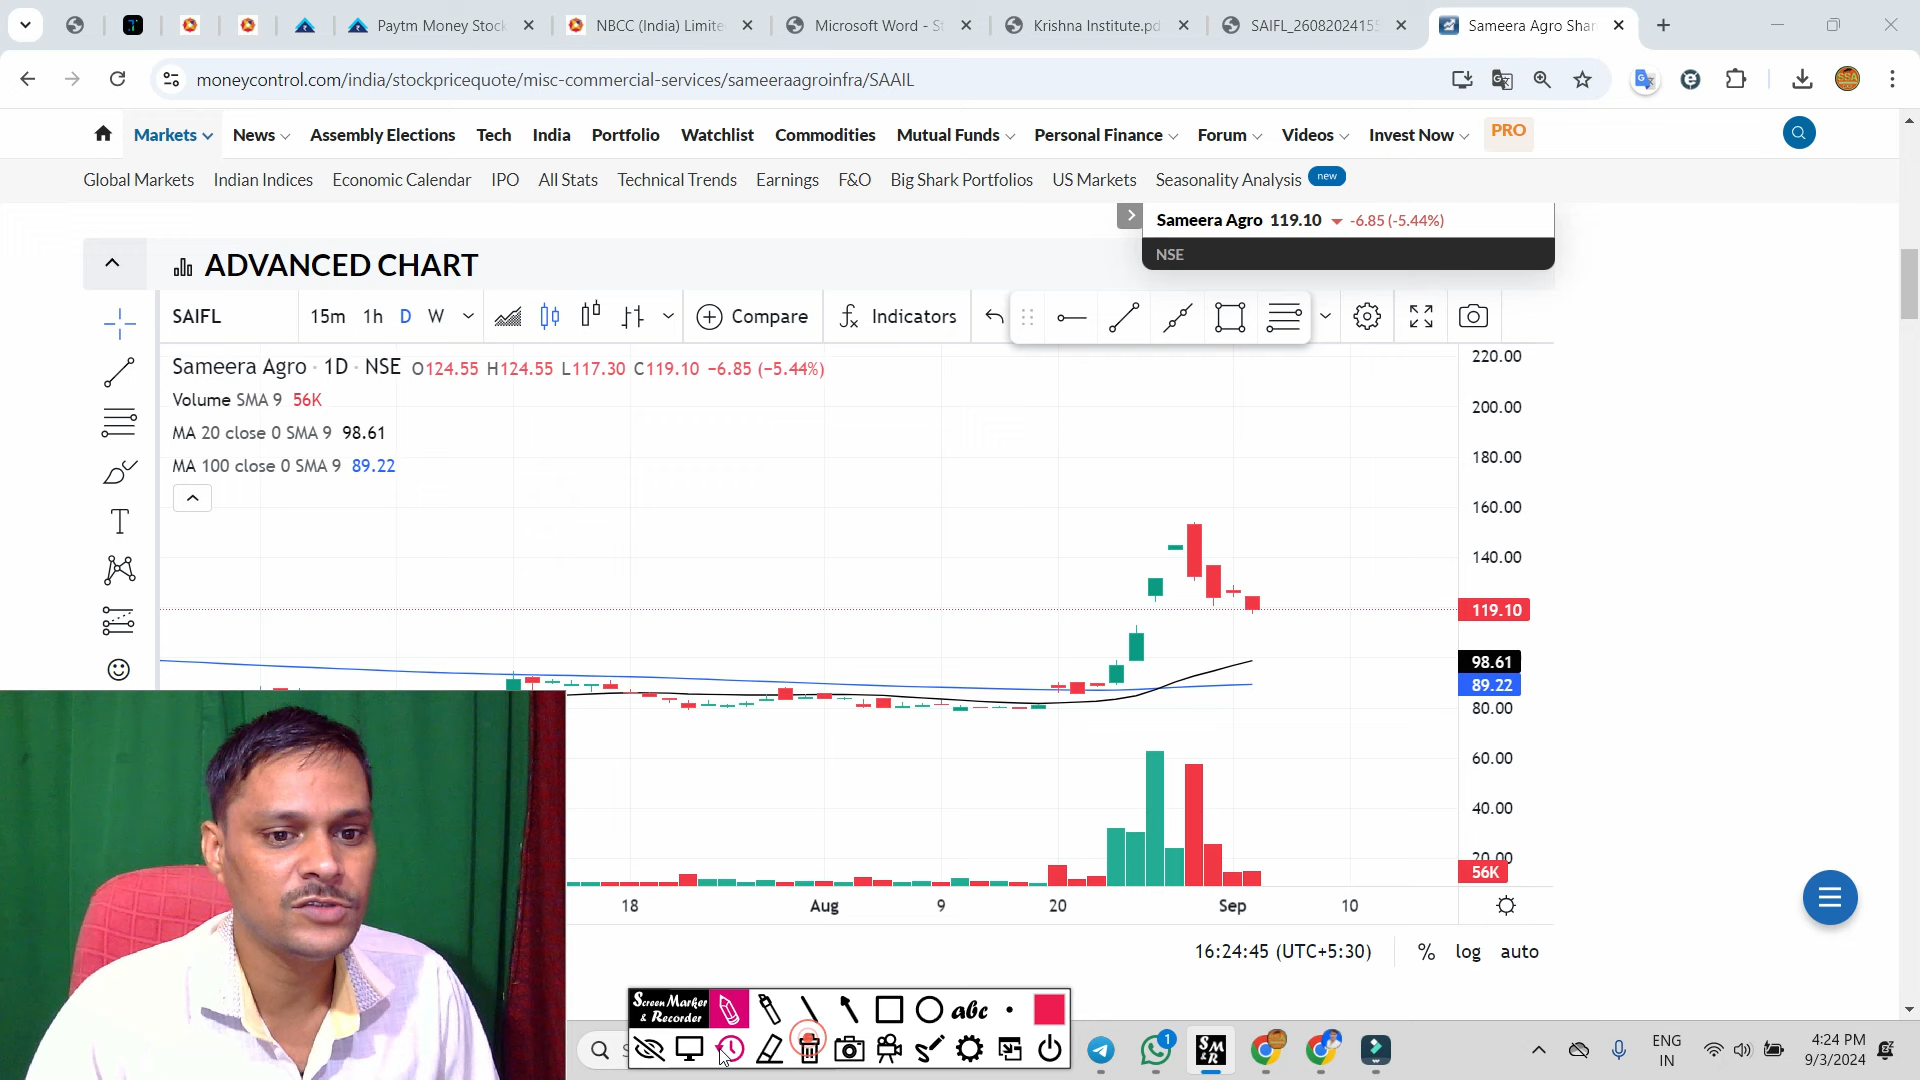 Paytm Money Stock
NBCC (India) Limite
Microsoft Word - S
Krishna Institute.pd
SAIFL_2608202415
Sameera Agro Shar
moneycontrol.com/india/stockpricequote/misc-commercial-services/sameeraagroinfra/SAAIL
Markets News Assembly Elections Tech India Portfolio Watchlist Commodities Mutual Funds Personal Finance Forum Videos Invest Now PRO
Global Markets Indian Indices Economic Calendar IPO All Stats Technical Trends Earnings F&O Big Shark Portfolios US Markets Seasonality Analysis new
Sameera Agro 119.10 -6.85 (-5.44%)
NSE
ADVANCED CHART
SAIFL 15m 1h D W Compare Indicators
Sameera Agro · 1D · NSE O124.55 H124.55 L117.30 C119.10 −6.85 (−5.44%)
Volume SMA 9 56K
MA 20 close 0 SMA 9 98.61
MA 100 close 0 SMA 9 89.22
220.00
200.00
180.00
160.00
140.00
119.10
98.61
89.22
80.00
60.00
40.00
20.00
56K
18 Aug 9 20 Sep 10
16:24:45 (UTC+5:30) % log auto
Screen Marker
& Recorder
abc
S
1
SM
&R
ENG
IN
4:24 PM
9/3/2024